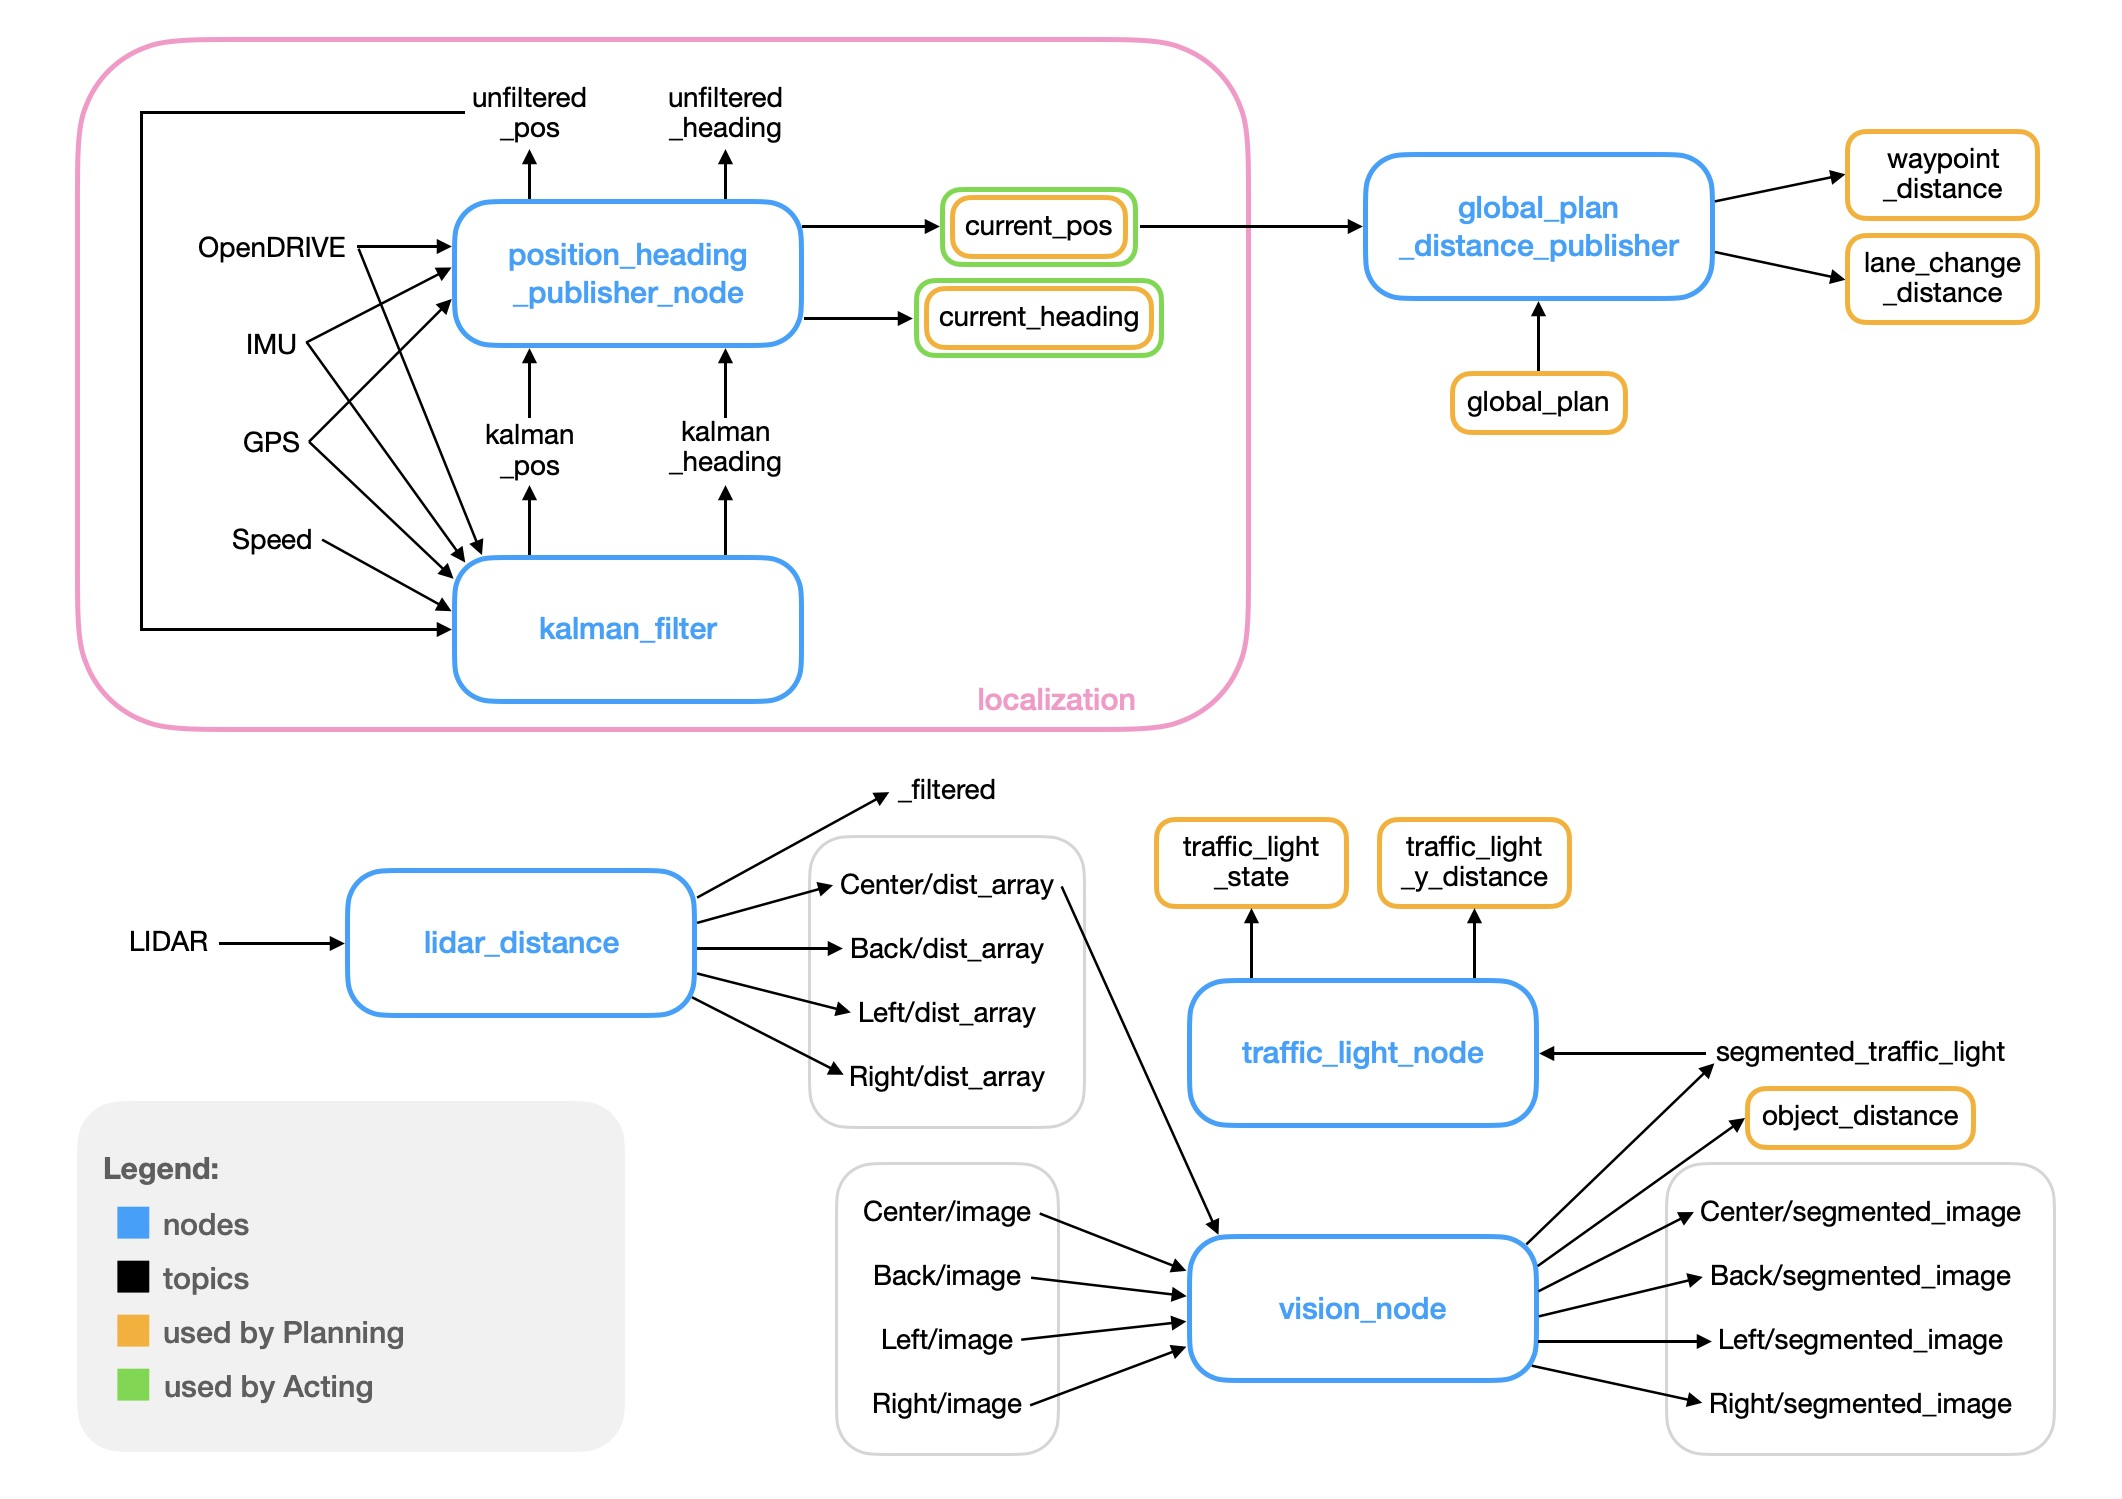 unfiltered
_pos
unfiltered
_heading
OpenDRIVE
IMU
GPS
Speed
position_heading
_publisher_node
current_pos
current_heading
kalman
_pos
kalman
_heading
kalman_filter
localization
global_plan
_distance_publisher
waypoint
_distance
lane_change
_distance
global_plan
LIDAR
lidar_distance
_filtered
Center/dist_array
Back/dist_array
Left/dist_array
Right/dist_array
traffic_light
_state
traffic_light
_y_distance
traffic_light_node
segmented_traffic_light
object_distance
Center/image
Back/image
Left/image
Right/image
vision_node
Center/segmented_image
Back/segmented_image
Left/segmented_image
Right/segmented_image
Legend:
nodes
topics
used by Planning
used by Acting